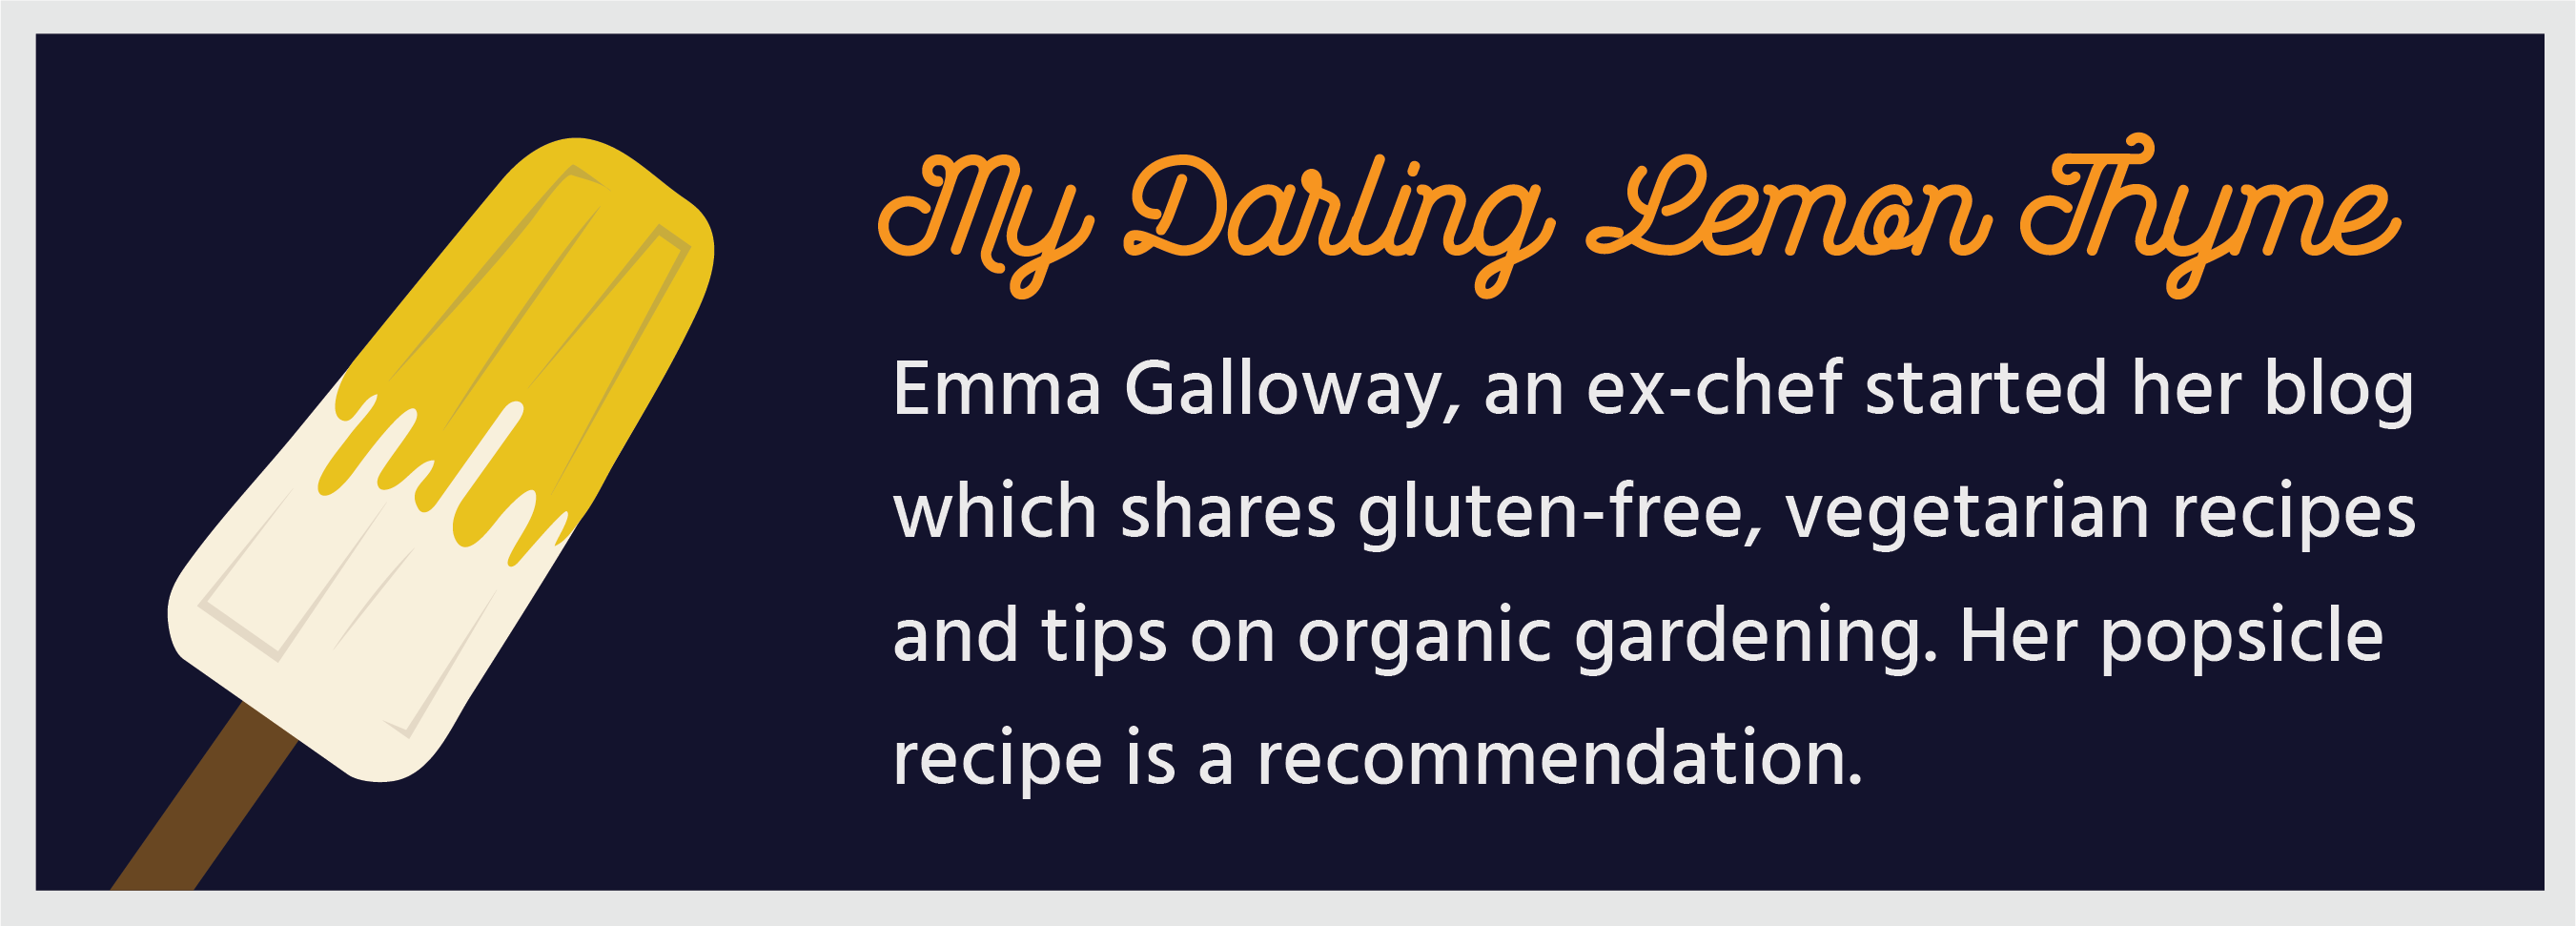 My Darling Lemon Thyme
Emma Galloway, an ex-chef started her blog
which shares gluten-free, vegetarian recipes
and tips on organic gardening. Her popsicle
recipe is a recommendation.